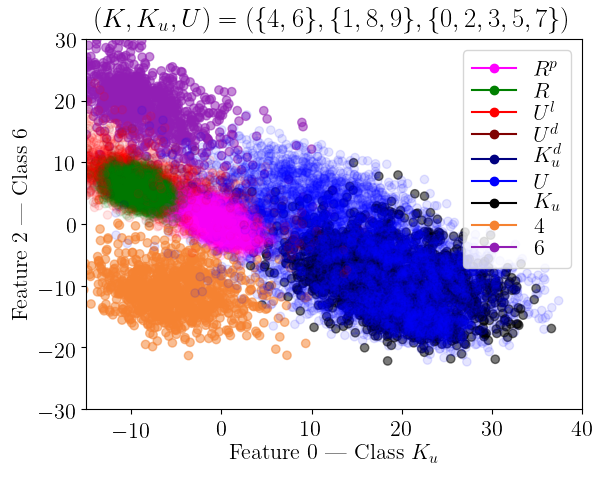 (K, K_u, U) = ({4, 6}, {1, 8, 9}, {0, 2, 3, 5, 7})
30
20
10
0
−10
−20
−30
Feature 2 — Class 6
R^p
R
U^l
U^d
K_u^d
U
K_u
4
6
−10
0
10
20
30
40
Feature 0 — Class K_u